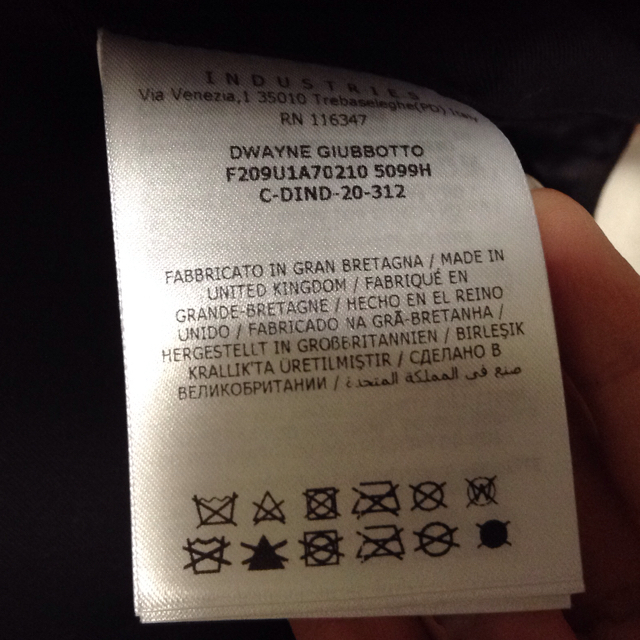 INDUSTRIES
Via Venezia,1 35010 Trebaseleghe(PD) Italy
RN 116347
DWAYNE GIUBBOTTO
F209U1A70210 5099H
C-DIND-20-312
FABBRICATO IN GRAN BRETAGNA / MADE IN
UNITED KINGDOM / FABRIQUÉ EN
GRANDE-BRETAGNE / HECHO EN EL REINO
UNIDO / FABRICADO NA GRÃ-BRETANHA /
HERGESTELLT IN GROẞBRITANNIEN / BIRLEŞIK
KRALLIK'TA ÜRETILMIŞTIR / СДЕЛАНО В
ВЕЛИКОБРИТАНИИ / صنع في المملكة المتحدة
W